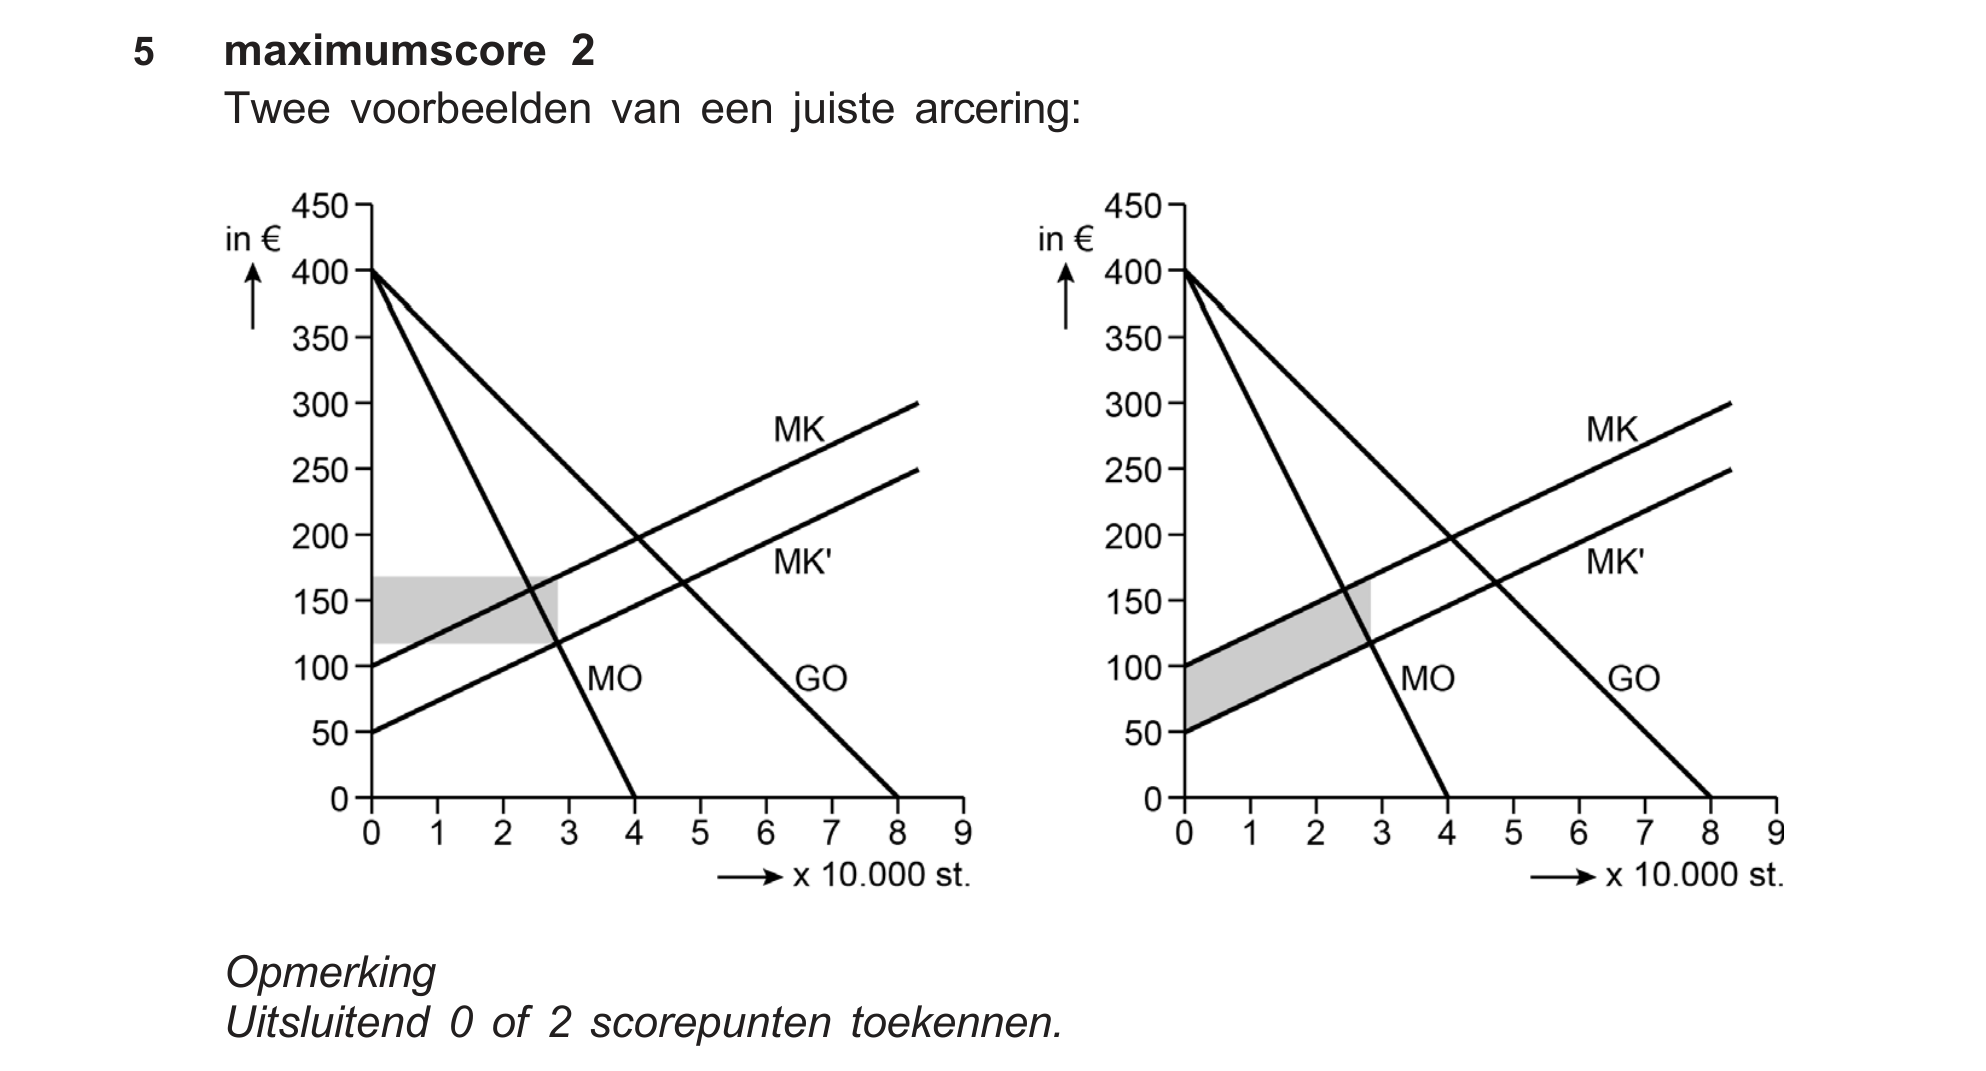 5 maximumscore 2
Twee voorbeelden van een juiste arcering:
450
in €
400
350
300
250
200
150
100
50
0
MK
MK'
MO
GO
0 1 2 3 4 5 6 7 8 9
x 10.000 st.
450
in €
400
350
300
250
200
150
100
50
0
MK
MK'
MO
GO
0 1 2 3 4 5 6 7 8 9
x 10.000 st.
Opmerking
Uitsluitend 0 of 2 scorepunten toekennen.